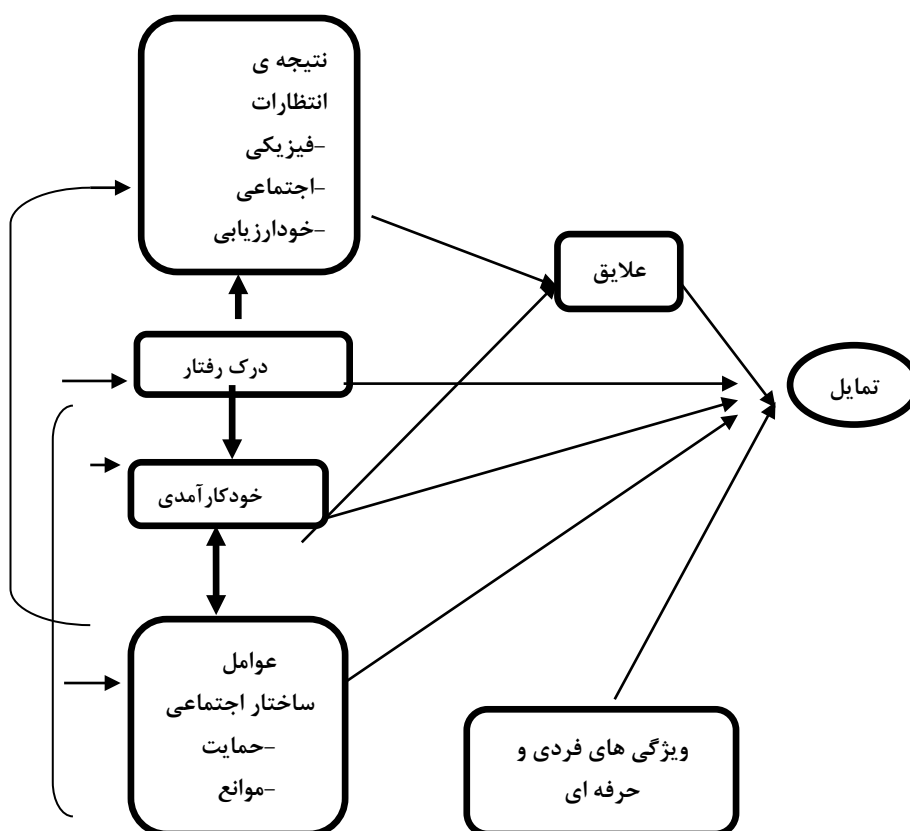 نتیجه ی
انتظارات
-فیزیکی
-اجتماعی
-خودارزیابی
علایق
درک رفتار
تمایل
خودکارآمدی
عوامل
ساختار اجتماعی
-حمایت
-موانع
ویژگی های فردی و
حرفه ای